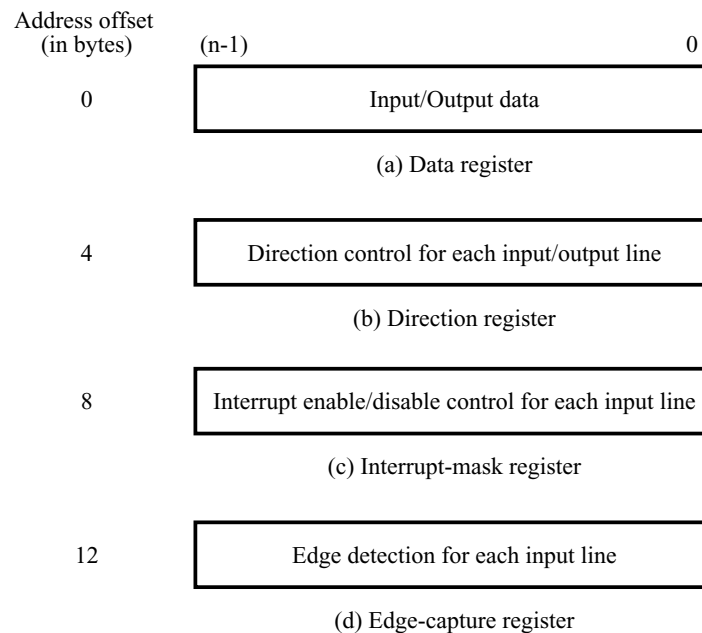 Address offset
(in bytes)
(n-1)
0
0
Input/Output data
(a) Data register
4
Direction control for each input/output line
(b) Direction register
8
Interrupt enable/disable control for each input line
(c) Interrupt-mask register
12
Edge detection for each input line
(d) Edge-capture register